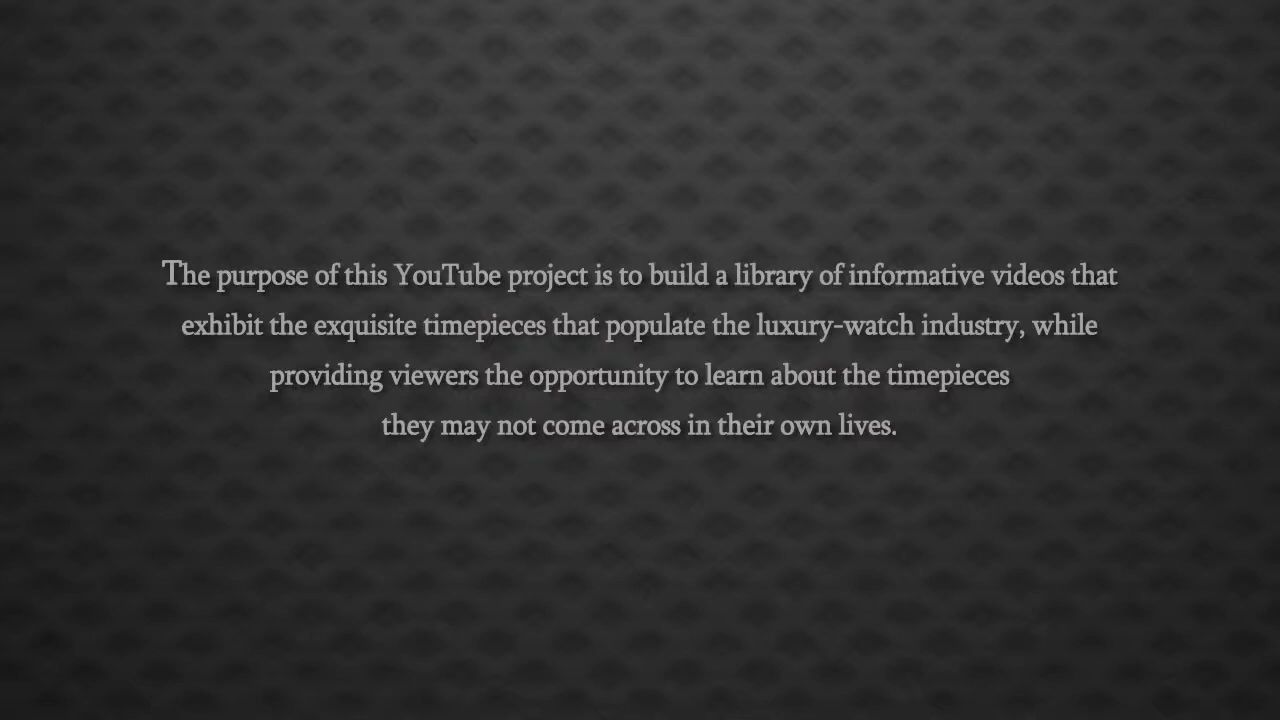 The purpose of this YouTube project is to build a library of informative videos that
exhibit the exquisite timepieces that populate the luxury-watch industry, while
providing viewers the opportunity to learn about the timepieces
they may not come across in their own lives.